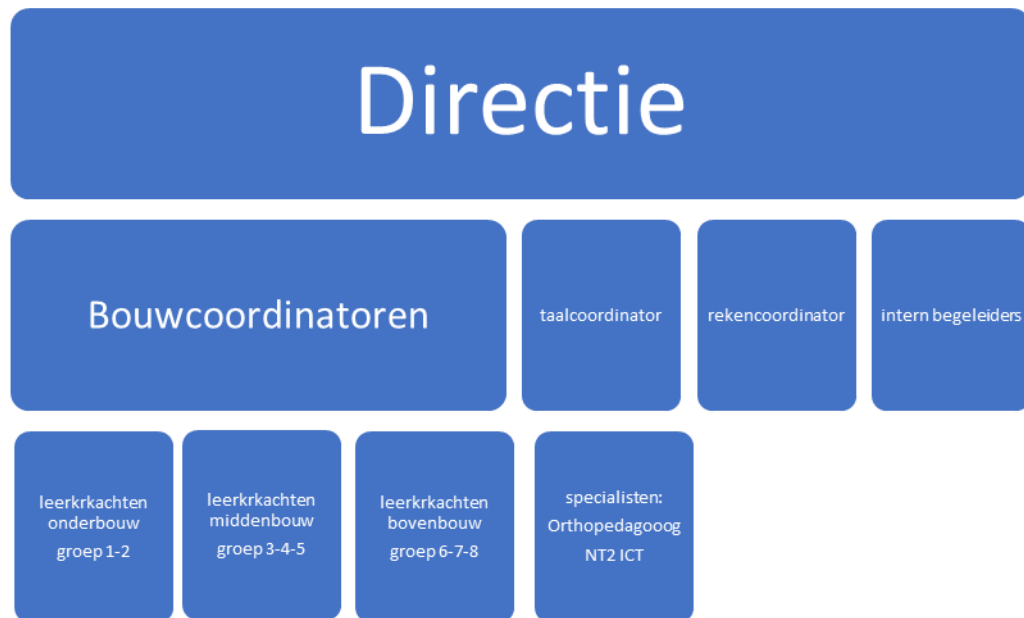 Directie
Bouwcoordinatoren
taalcoordinator
rekencoordinator
intern begeleiders
leerkrkachten
onderbouw
groep 1-2
leerkrkachten
middenbouw
groep 3-4-5
leerkrkachten
bovenbouw
groep 6-7-8
specialisten:
Orthopedagooog
NT2 ICT